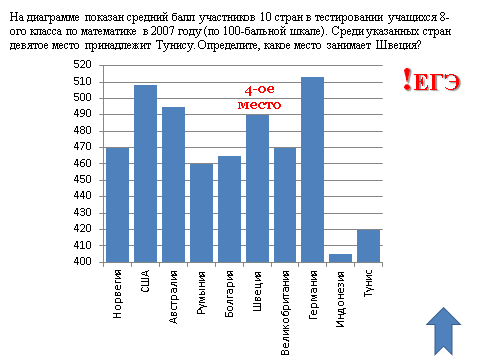 На диаграмме показан средний балл участников 10 стран в тестировании учащихся 8-
ого класса по математике в 2007 году (по 100-бальной шкале). Среди указанных стран
девятое место принадлежит Тунису. Определите, какое место занимает Швеция?
!ЕГЭ
4-ое
место
520
510
500
490
480
470
460
450
440
430
420
410
400
Норвегия
США
Австралия
Румыния
Болгария
Швеция
Великобритания
Германия
Индонезия
Тунис